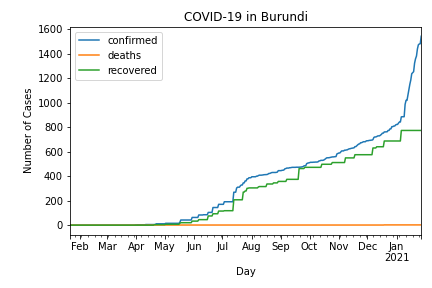 COVID-19 in Burundi
confirmed
deaths
recovered
Number of Cases
1600
1400
1200
1000
800
600
400
200
0
Feb Mar Apr May Jun Jul Aug Sep Oct Nov Dec Jan
2021
Day